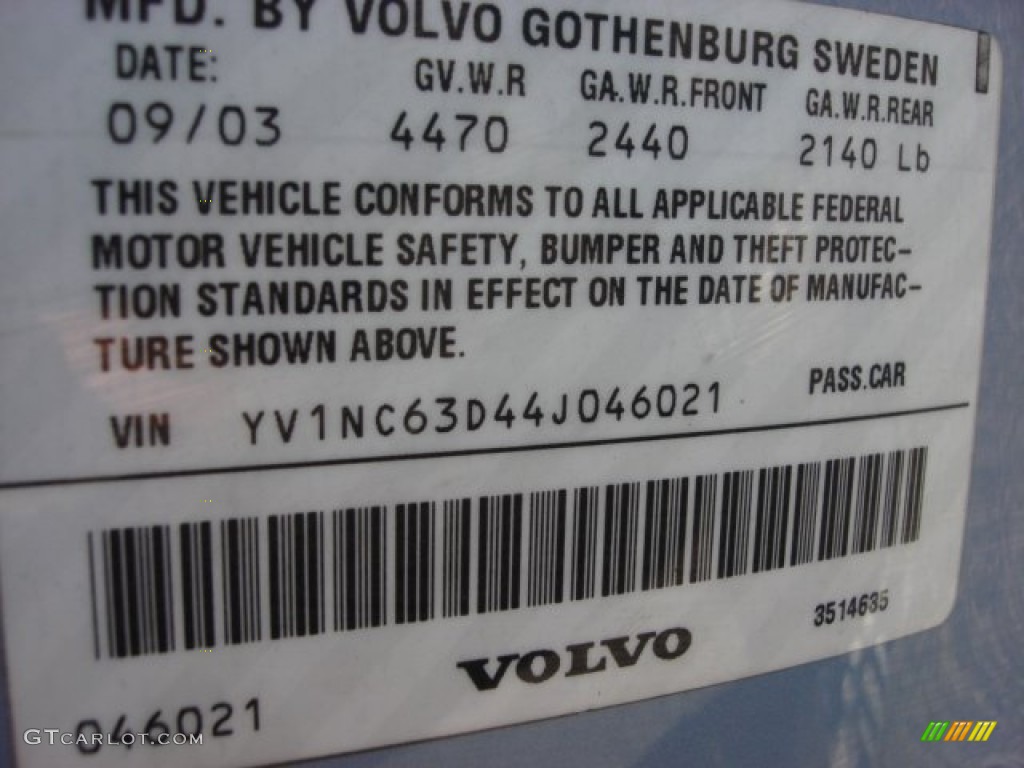 MFD. BY VOLVO GOTHENBURG SWEDEN
DATE: GV.W.R GA.W.R.FRONT GA.W.R.REAR
09/03 4470 2440 2140 Lb
THIS VEHICLE CONFORMS TO ALL APPLICABLE FEDERAL
MOTOR VEHICLE SAFETY, BUMPER AND THEFT PROTEC-
TION STANDARDS IN EFFECT ON THE DATE OF MANUFAC-
TURE SHOWN ABOVE.
PASS.CAR
VIN YV1NC63D44J046021
3514635
VOLVO
046021
GTCARLOT.COM